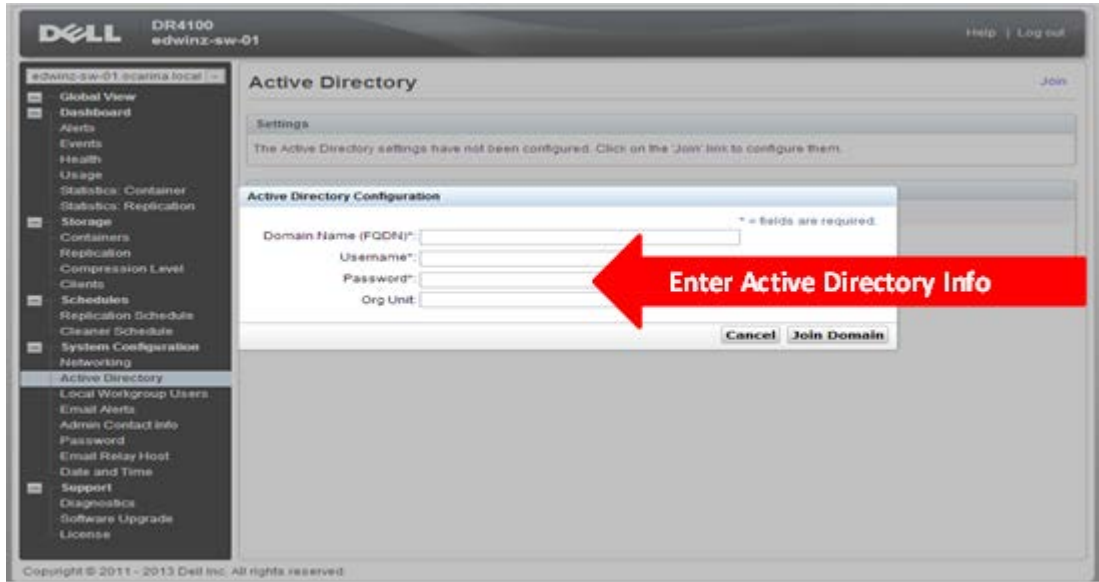 DELL
DR4100
edwinz-sw-01
Help | Log out
edwinz-sw-01.ocarina.local
Global View
Dashboard
Alerts
Events
Health
Usage
Statistics: Container
Statistics: Replication
Storage
Containers
Replication
Compression Level
Clients
Schedules
Replication Schedule
Cleaner Schedule
System Configuration
Networking
Active Directory
Local Workgroup Users
Email Alerts
Admin Contact Info
Password
Email Relay Host
Date and Time
Support
Diagnostics
Software Upgrade
License
Active Directory
Join
Settings
The Active Directory settings have not been configured. Click on the 'Join' link to configure them.
Active Directory Configuration
* = fields are required.
Domain Name (FQDN)*:
Username*:
Password*:
Org Unit:
Enter Active Directory Info
Cancel Join Domain
Copyright © 2011 - 2013 Dell Inc. All rights reserved.